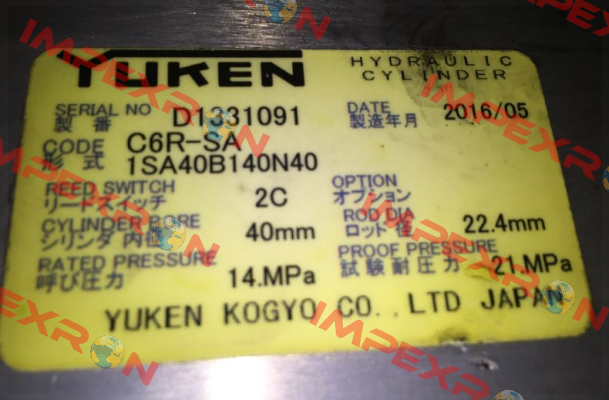 YUKEN HYDRAULIC CYLINDER
SERIAL NO D1331091 DATE 2016/05
製番 製造年月
CODE C6R-SA
形式 1SA40B140N40
REED SWITCH 2C OPTION
リードスイッチ オプション
CYLINDER BORE 40mm ROD DIA 22.4mm
シリンダ内径 ロッド径
RATED PRESSURE 14.MPa PROOF PRESSURE 21.MPa
呼び圧力 試験耐圧力
YUKEN KOGYO CO.,LTD JAPAN
IMPEXRON